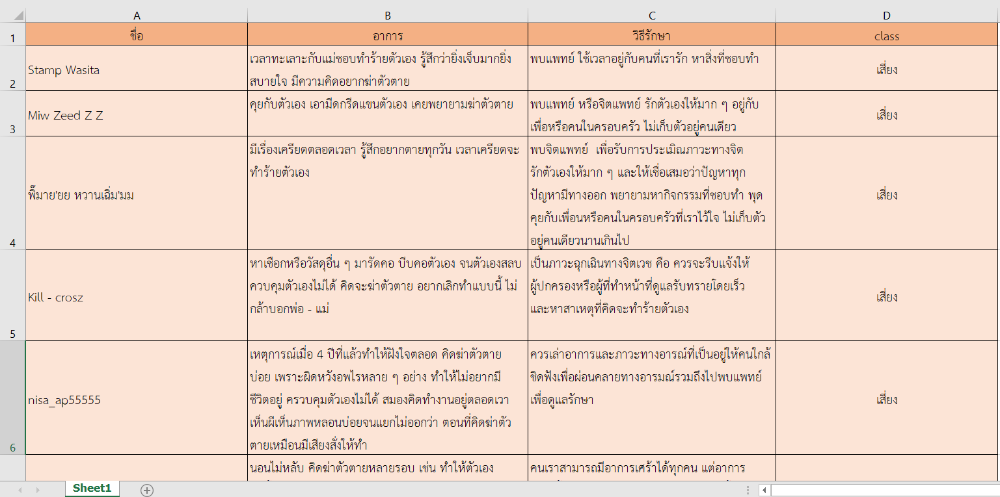 A B C D
1 ชื่อ อาการ วิธีรักษา class
เวลาทะเลาะกับแม่ชอบทำร้ายตัวเอง รู้สึกว่ายิ่งเจ็บมากยิ่ง
สบายใจ มีความคิดอยากฆ่าตัวตาย
พบแพทย์ ใช้เวลาอยู่กับคนที่เรารัก หาสิ่งที่ชอบทำ
2 Stamp Wasita
เสี่ยง
คุยกับตัวเอง เอามีดกรีดแขนตัวเอง เคยพยายามฆ่าตัวตาย
พบแพทย์ หรือจิตแพทย์ รักตัวเองให้มาก ๆ อยู่กับ
เพื่อหรือคนในครอบครัว ไม่เก็บตัวอยู่คนเดียว
3 Miw Zeed Z Z
เสี่ยง
มีเรื่องเครียดตลอดเวลา รู้สึกอยากตายทุกวัน เวลาเครียดจะ
ทำร้ายตัวเอง
พบจิตแพทย์ เพื่อรับการประเมิณภาวะทางจิต
รักตัวเองให้มาก ๆ และให้เชื่อเสมอว่าปัญหาทุก
ปัญหามีทางออก พยายามหากิจกรรมที่ชอบทำ พุด
คุยกับเพื่อนหรือคนในครอบครัวที่เราไว้ใจ ไม่เก็บตัว
อยู่คนเดียวนานเกินไป
4 พิ๊มาย'ยย หวานเฉิ่ม'มม
เสี่ยง
หาเชือกหรือวัสดุอื่น ๆ มารัดคอ บีบคอตัวเอง จนตัวเองสลบ
ควบคุมตัวเองไม่ได้ คิดจะฆ่าตัวตาย อยากเลิกทำแบบนี้ ไม่
กล้าบอกพ่อ - แม่
เป็นภาวะฉุกเฉินทางจิตเวช คือ ควรจะรีบแจ้งให้
ผู้ปกครองหรือผู้ที่ทำหน้าที่ดูแลรับทรายโดยเร็ว
และหาสาเหตุที่คิดจะทำร้ายตัวเอง
5 Kill - crosz
เสี่ยง
เหตุการณ์เมื่อ 4 ปีที่แล้วทำให้ฝังใจตลอด คิดฆ่าตัวตาย
บ่อย เพราะผิดหวังอพไรหลาย ๆ อย่าง ทำให้ไม่อยากมี
ชีวิตอยู่ ครวบคุมตัวเองไม่ได้ สมองคิดทำงานอยู่ตลอดเวา
เห็นผีเห็นภาพหลอนบ่อยจนแยกไม่ออกว่า ตอนที่คิดฆ่าตัว
ตายเหมือนมีเสียงสั่งให้ทำ
ควรเล่าอาการและภาวะทางอารณ์ที่เป็นอยู่ให้คนใกล้
ชิดฟังเพื่อผ่อนคลายทางอารมณ์รวมถึงไปพบแพทย์
เพื่อดูแลรักษา
6 nisa_ap55555
เสี่ยง
นอนไม่หลับ คิดฆ่าตัวตายหลายรอบ เช่น ทำให้ตัวเอง
คนเราสามารถมีอาการเศร้าได้ทุกคน แต่อาการ
Sheet1